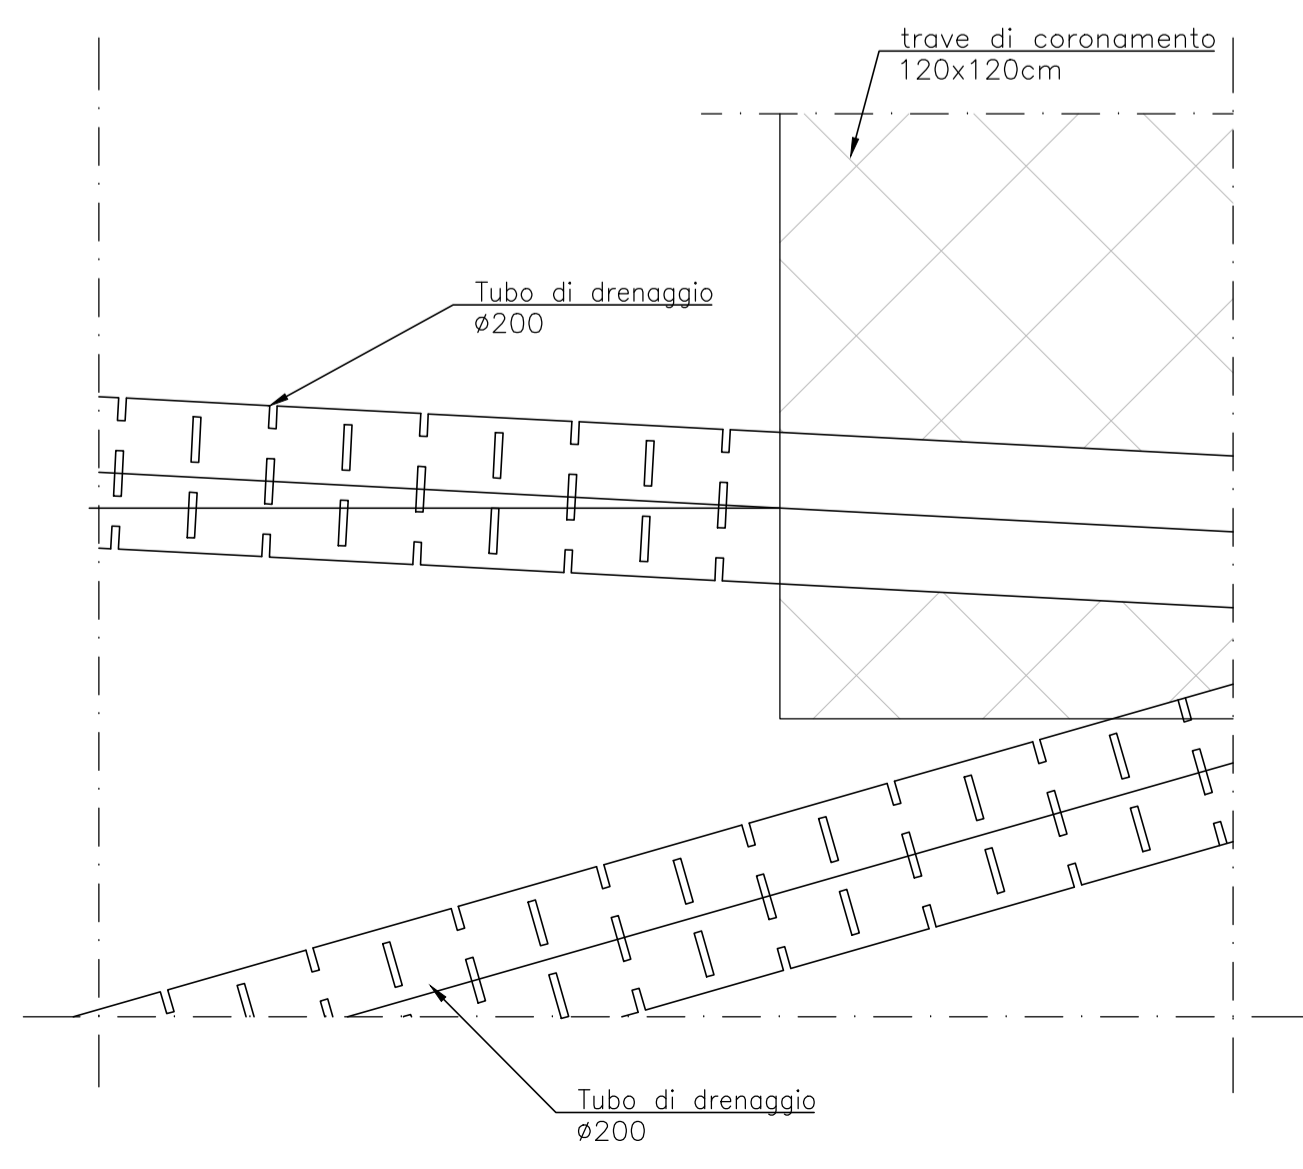 trave di coronamento
120x120cm
Tubo di drenaggio
ø200
Tubo di drenaggio
ø200